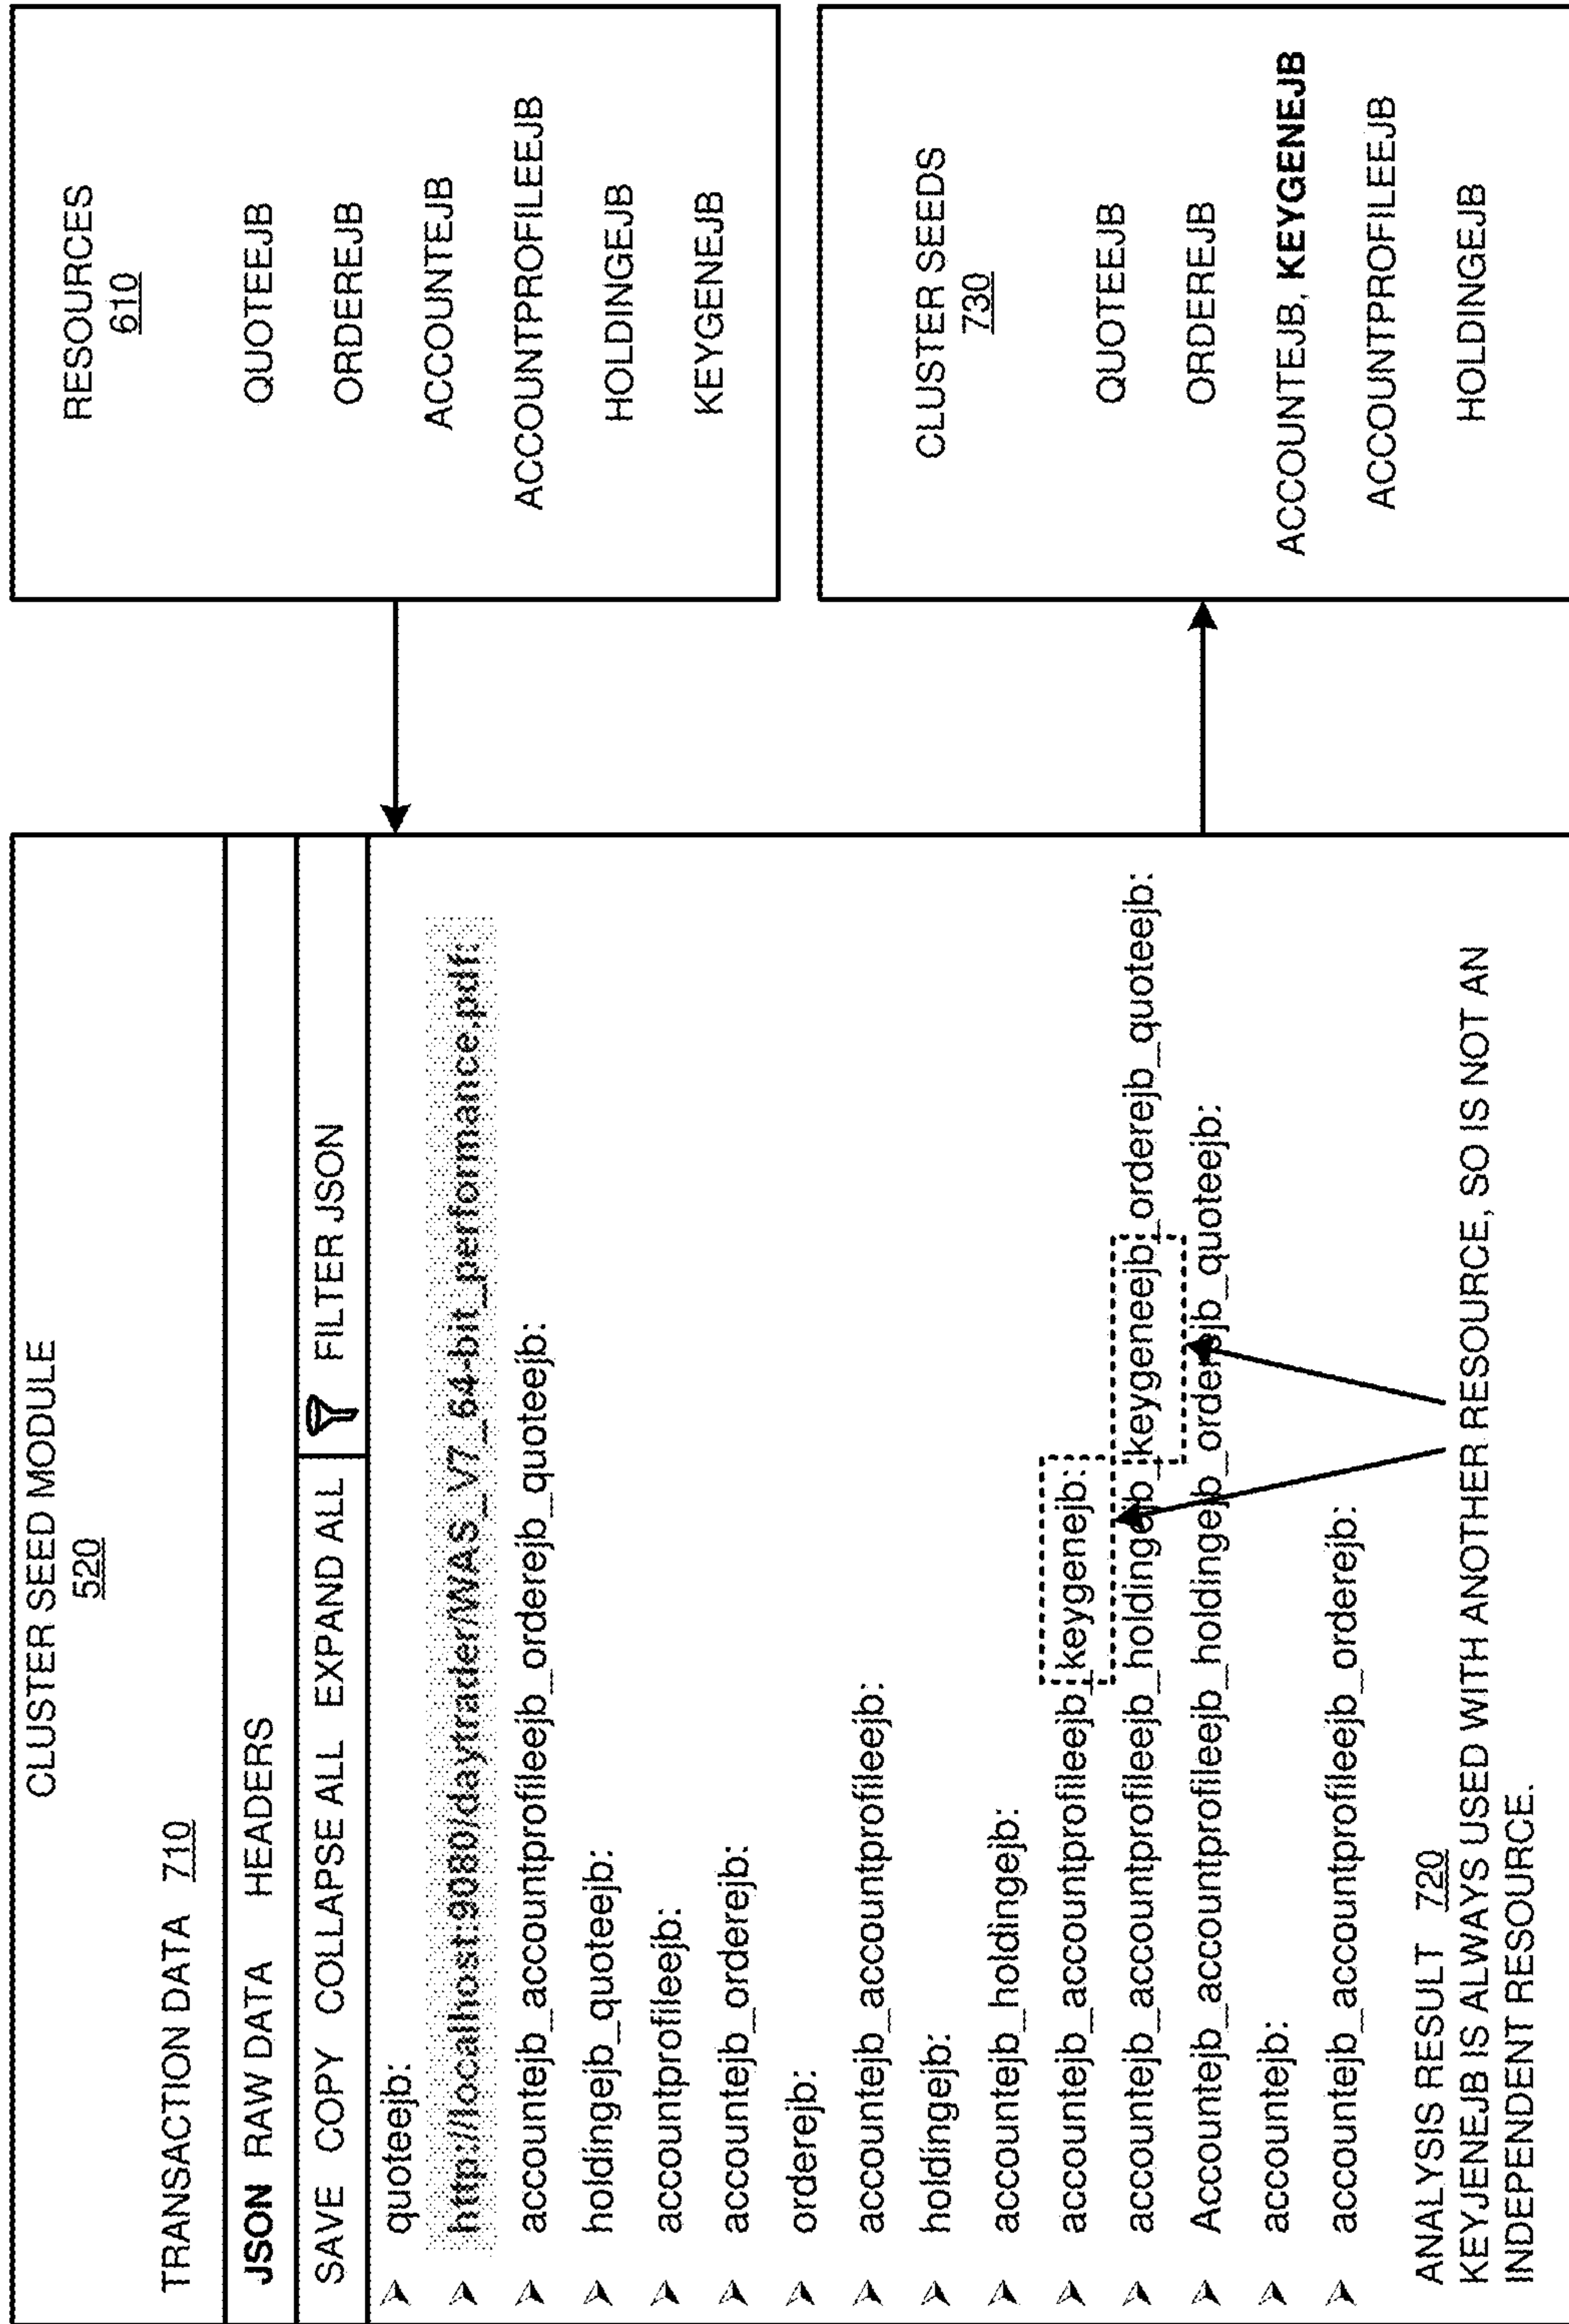 CLUSTER SEED MODULE
520
TRANSACTION DATA 710
JSON RAW DATA HEADERS
SAVE COPY COLLAPSE ALL EXPAND ALL FILTER JSON
quoteejb:
http://localhost:9080/daytrader/WAS_V7_64-bit_performance.pdf:
accountejb_accountprofileejb_orderejb_quoteejb:
holdingejb_quoteejb:
accountprofileejb:
accountejb_orderejb:
orderejb:
accountejb_accountprofileejb:
holdingejb:
accountejb_holdingejb:
accountejb_accountprofileejb_keygenejb:
accountejb_accountprofileejb_holdingejb_keygeneejb:_orderejb_quoteejb:
Accountejb_accountprofileejb_holdingejb_orderejb_quoteejb:
accountejb:
accountejb_accountprofileejb_orderejb:
ANALYSIS RESULT 720
KEYJENEJB IS ALWAYS USED WITH ANOTHER RESOURCE, SO IS NOT AN
INDEPENDENT RESOURCE.
RESOURCES
610
QUOTEEJB
ORDEREJB
ACCOUNTEJB
ACCOUNTPROFILEEJB
HOLDINGEJB
KEYGENEJB
CLUSTER SEEDS
730
QUOTEEJB
ORDEREJB
ACCOUNTEJB, KEYGENEJB
ACCOUNTPROFILEEJB
HOLDINGEJB